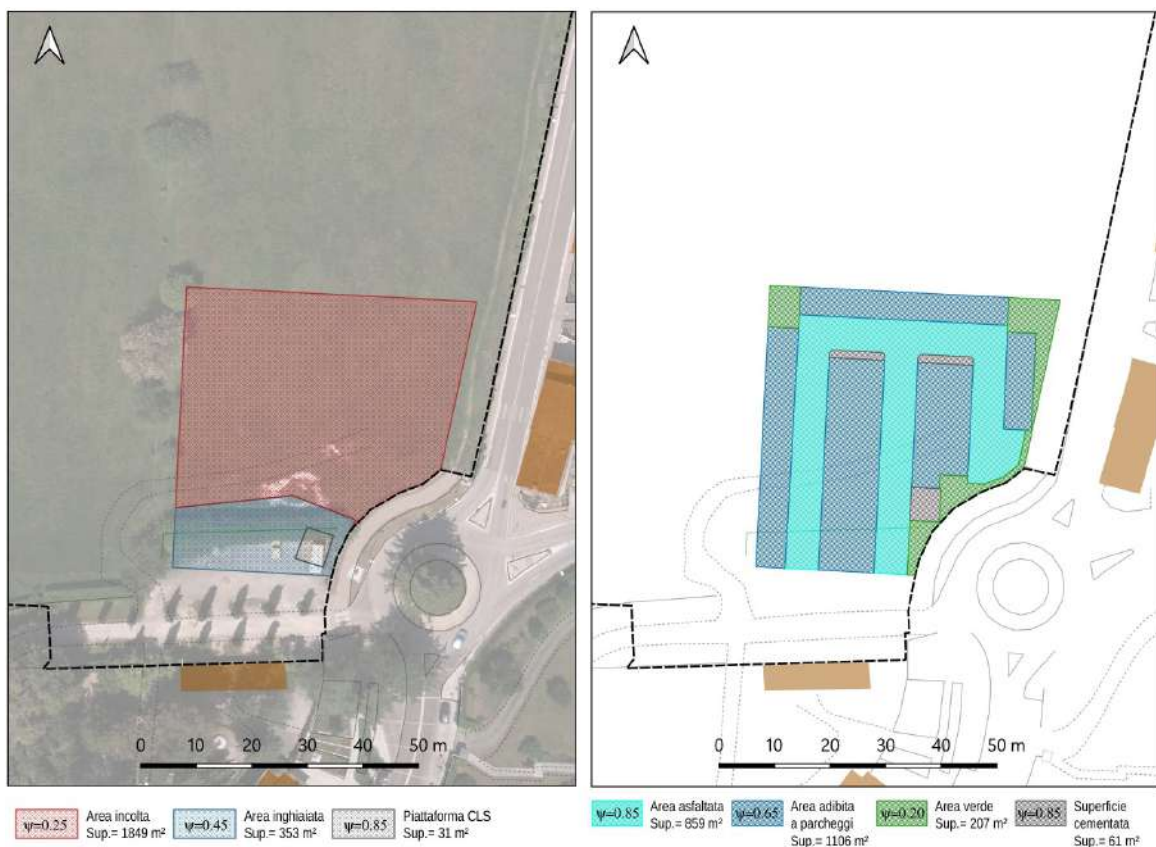 0 10 20 30 40 50 m
0 10 20 30 40 50 m
ψ=0.25
Area incolta
Sup.= 1849 m²
ψ=0.45
Area inghiaiata
Sup.= 353 m²
ψ=0.85
Piattaforma CLS
Sup.= 31 m²
ψ=0.85
Area asfaltata
Sup.= 859 m²
ψ=0.65
Area adibita
a parcheggi
Sup.= 1106 m²
ψ=0.20
Area verde
Sup.= 207 m²
ψ=0.85
Superficie
cementata
Sup.= 61 m²